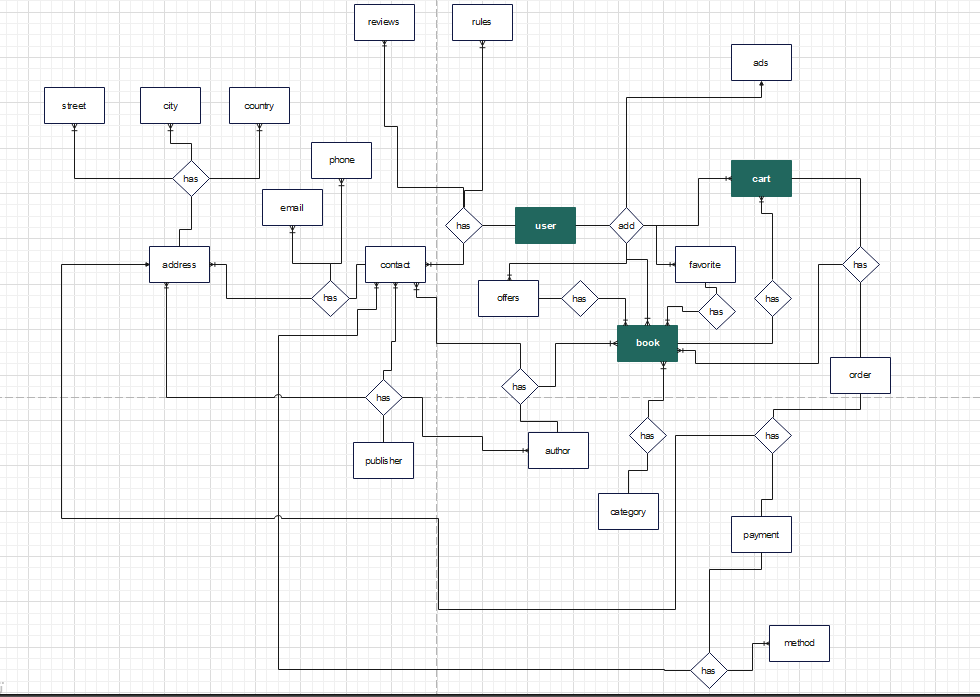 reviews
rules
ads
street
city
country
phone
cart
has
email
has
user
add
address
contact
favorite
has
offers
has
has
has
has
book
order
has
has
author
has
has
publisher
category
payment
method
has